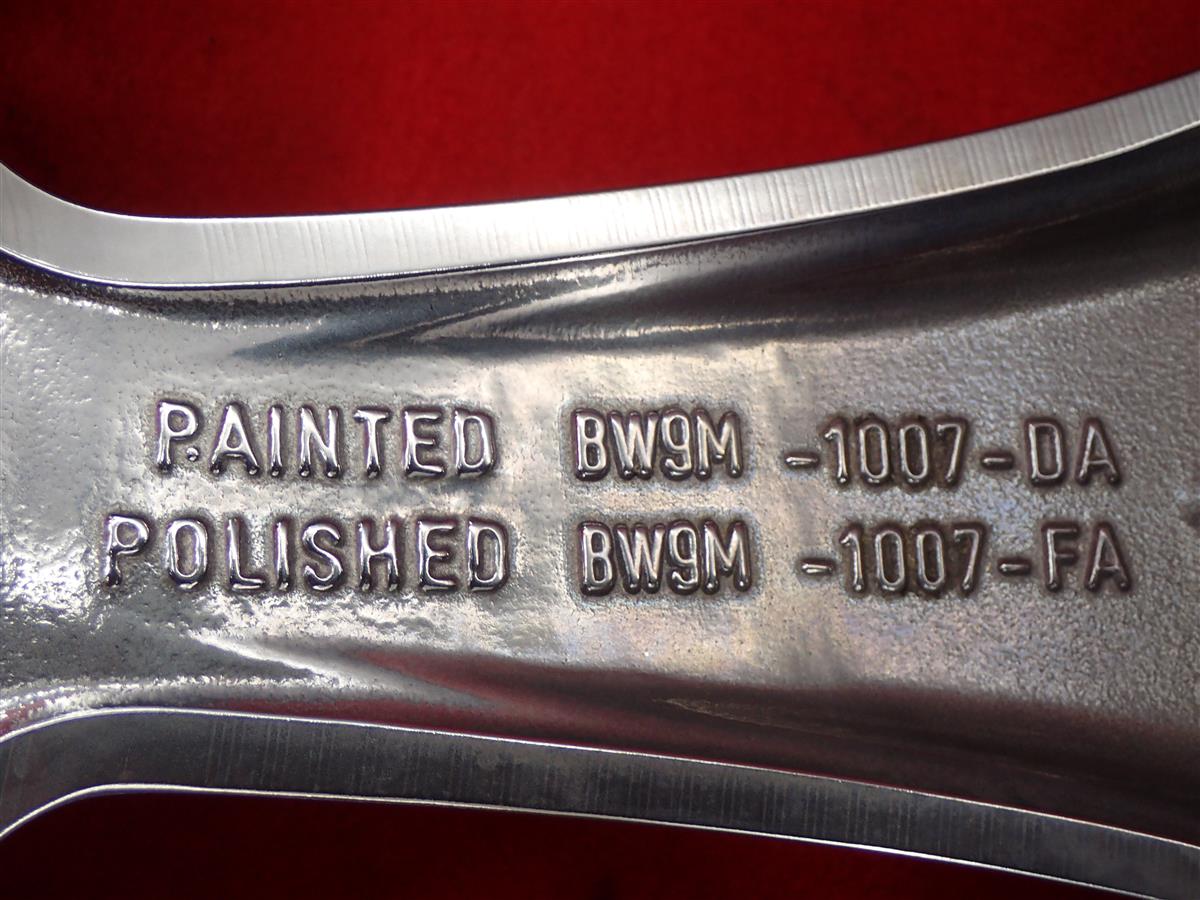 PAINTED BW9M -1007-DA
POLISHED BW9M -1007-FA